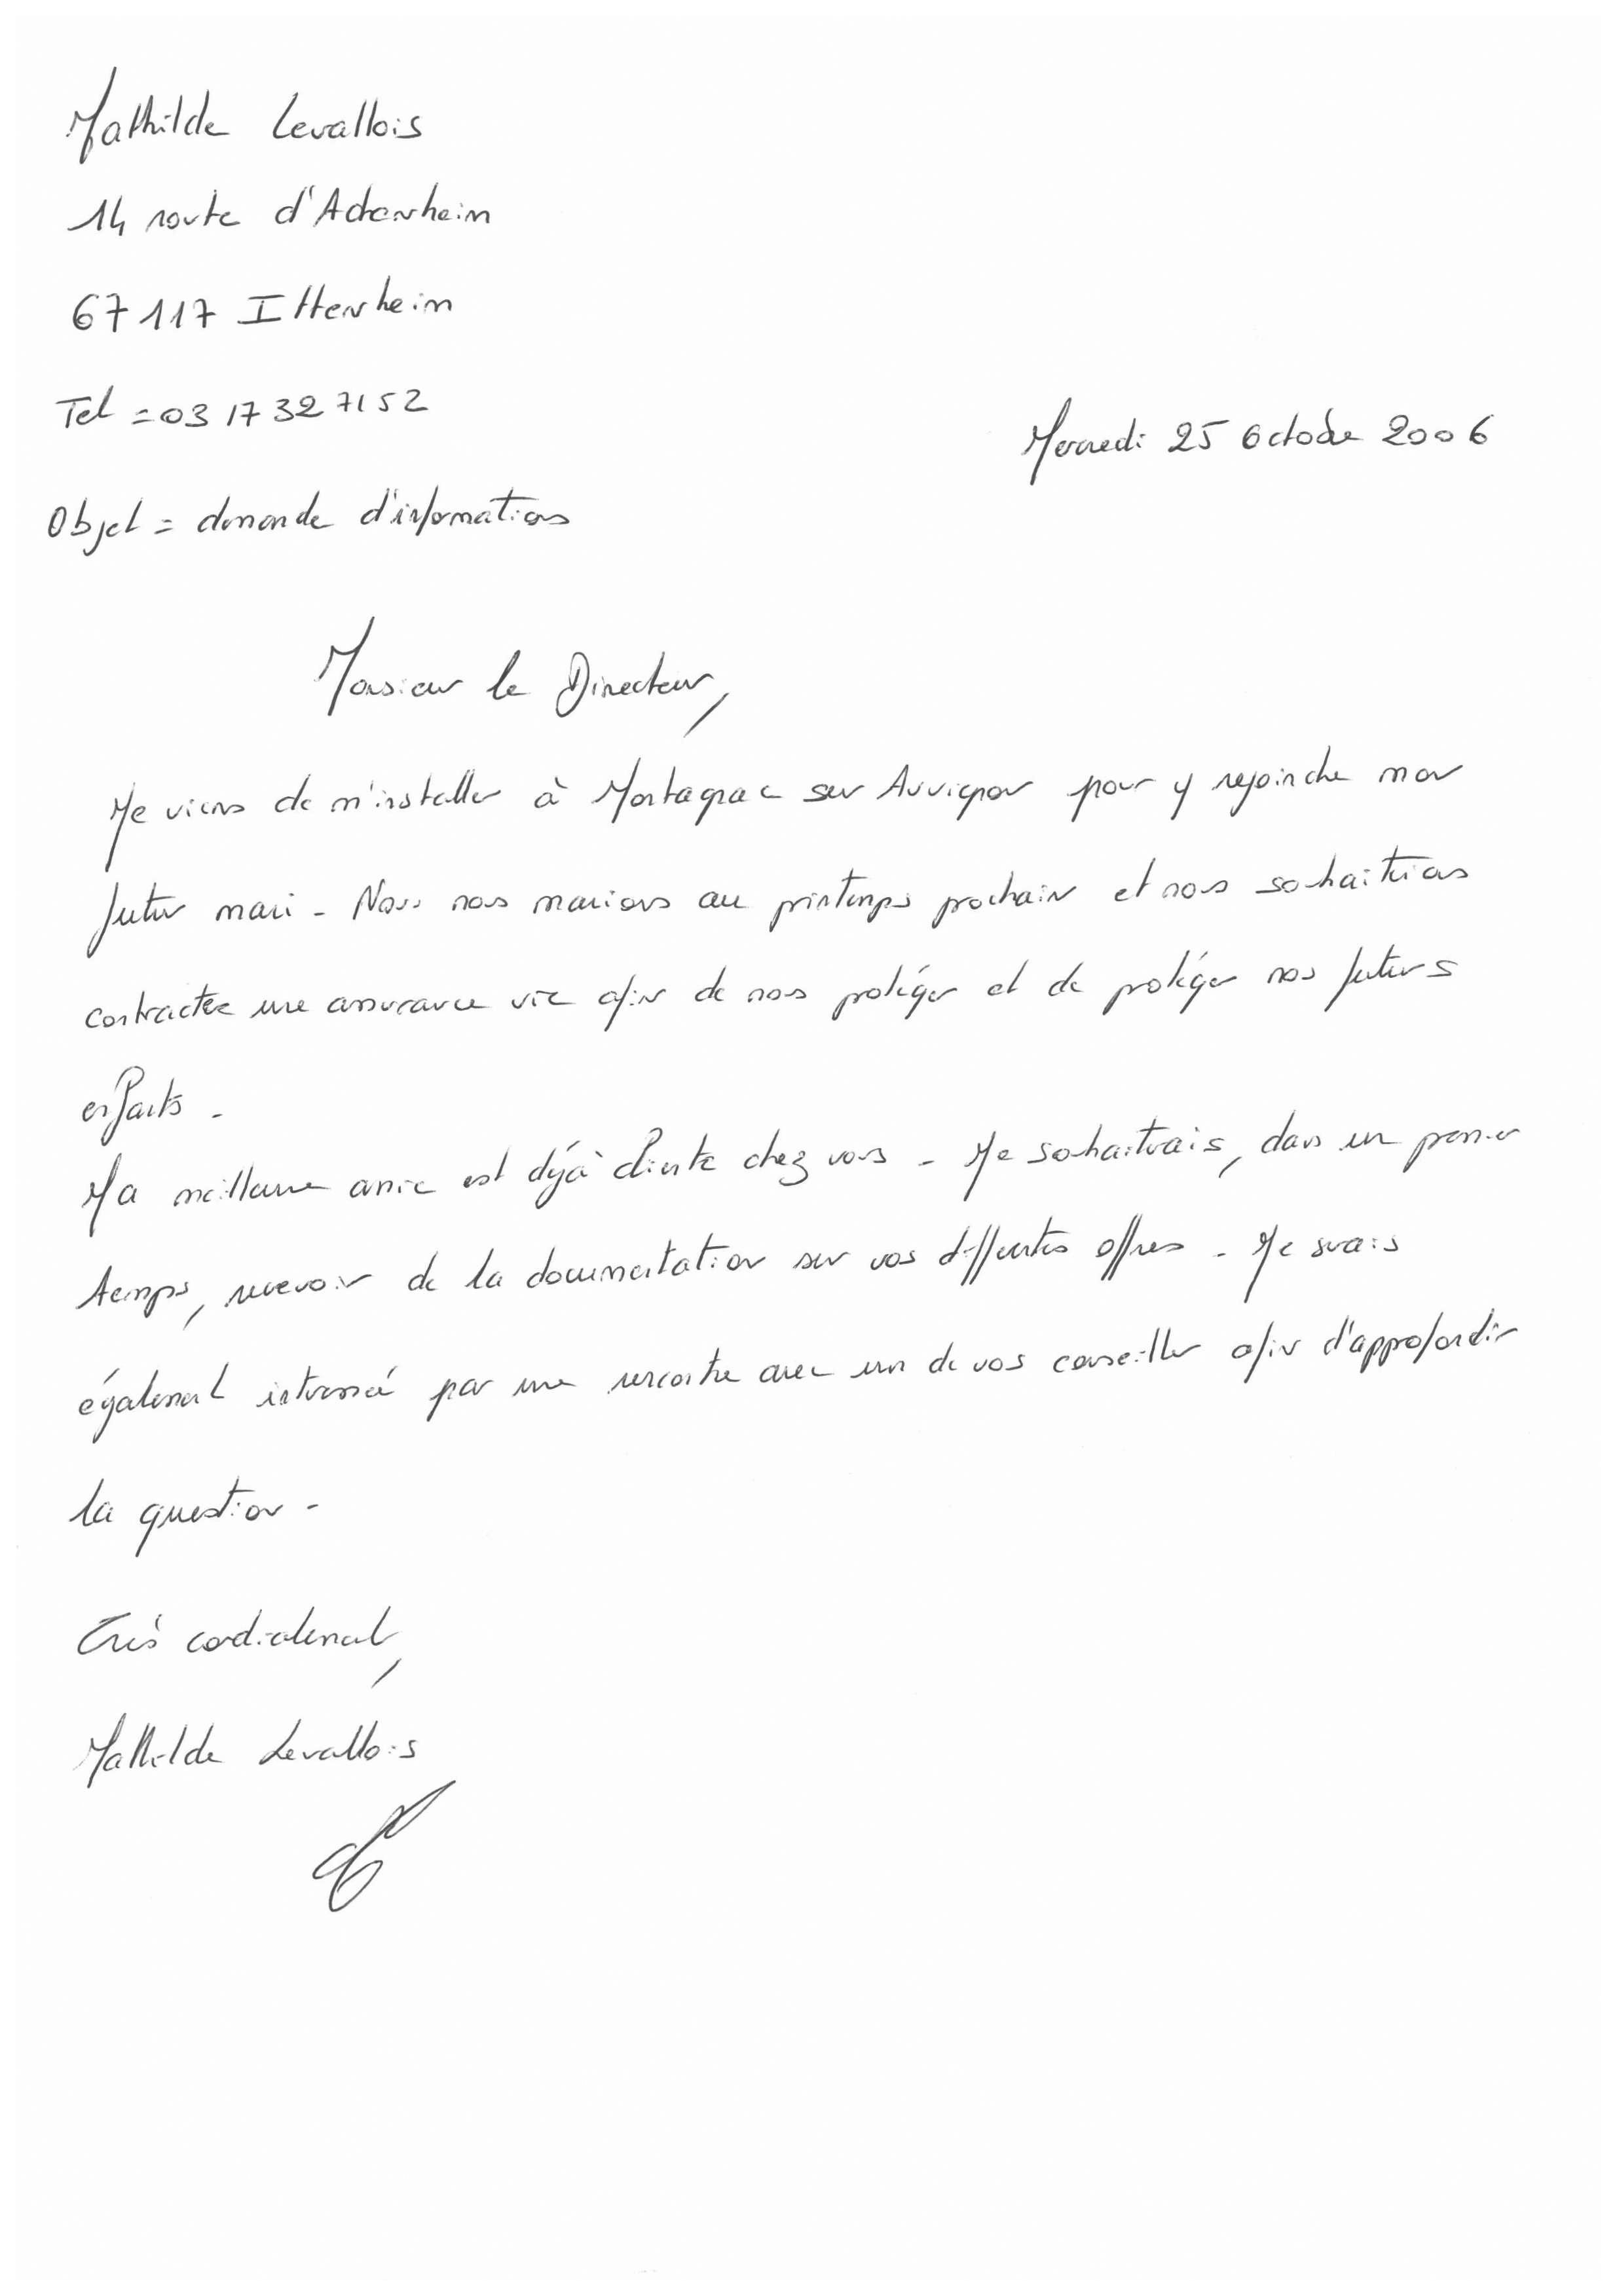 Mathilde Levallois
14 route d'Achenheim
67117 Ittenheim
Tel = 03 17 32 71 52
Mercredi 25 Octobre 2006
Objet = demande d'informations
Monsieur le Directeur,
Je viens de m'installer à Montagnac sur Auvignon pour y rejoindre mon
futur mari. Nous nous marions au printemps prochain et nous souhaiterions
contracter une assurance vie afin de nous protéger et de protéger nos futurs
enfants.
Ma meilleure amie est déjà cliente chez vous. Je souhaiterais, dans un premier
temps, recevoir de la documentation sur vos différentes offres. Je serais
également intéressée par une rencontre avec un de vos conseiller afin d'approfondir
la question.
Très cordialement,
Mathilde Levallois